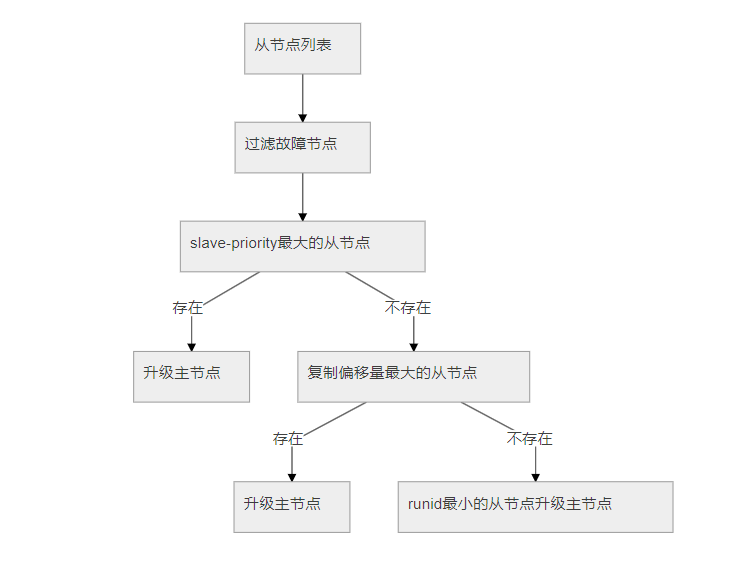 从节点列表
过滤故障节点
slave-priority最大的从节点
存在
不存在
升级主节点
复制偏移量最大的从节点
存在
不存在
升级主节点
runid最小的从节点升级主节点